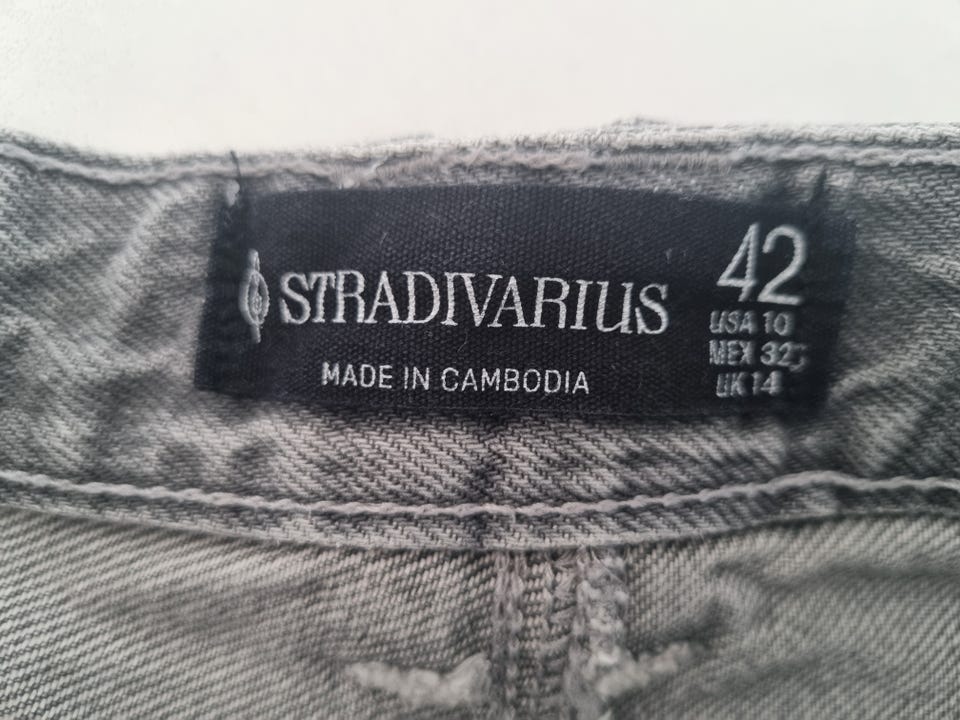 STRADIVARIUS
MADE IN CAMBODIA
42
USA 10
MEX 32
UK 14